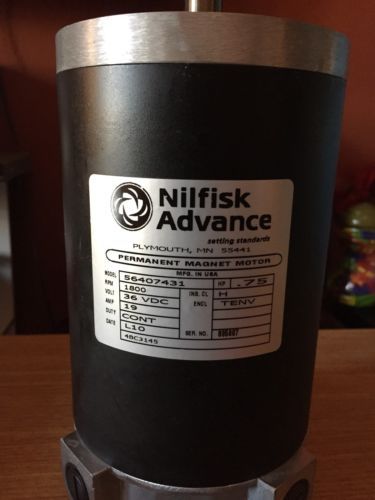 Nilfisk
Advance
setting standards
PLYMOUTH, MN 55441
PERMANENT MAGNET MOTOR
MFG. IN USA
MODEL 56407431 HP .75
RPM 1800 INS. CL H
VOLT 36 VDC ENCL TENV
AMP 19
DUTY CONT
DATE L10 SER. NO.
48C3145